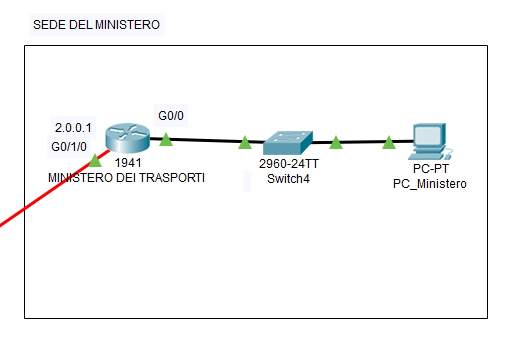 SEDE DEL MINISTERO
G0/0
2.0.0.1
G0/1/0
1941
MINISTERO DEI TRASPORTI
2960-24TT
Switch4
PC-PT
PC_Ministero